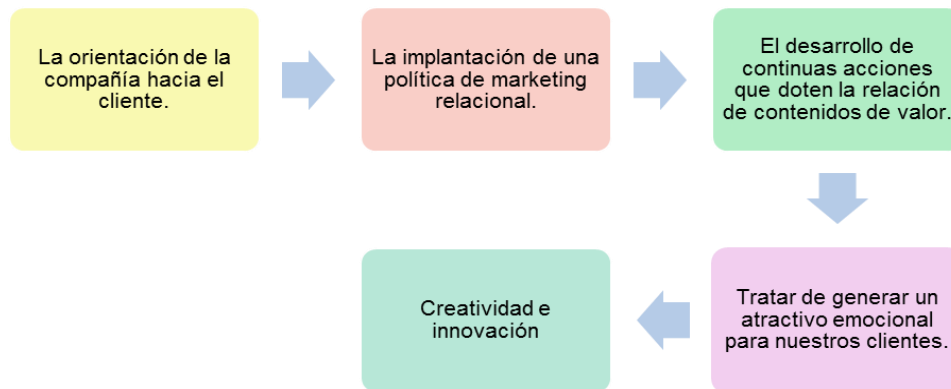 La orientación de la
compañía hacia el
cliente.
La implantación de una
política de marketing
relacional.
El desarrollo de
continuas acciones
que doten la relación
de contenidos de valor.
Tratar de generar un
atractivo emocional
para nuestros clientes.
Creatividad e
innovación